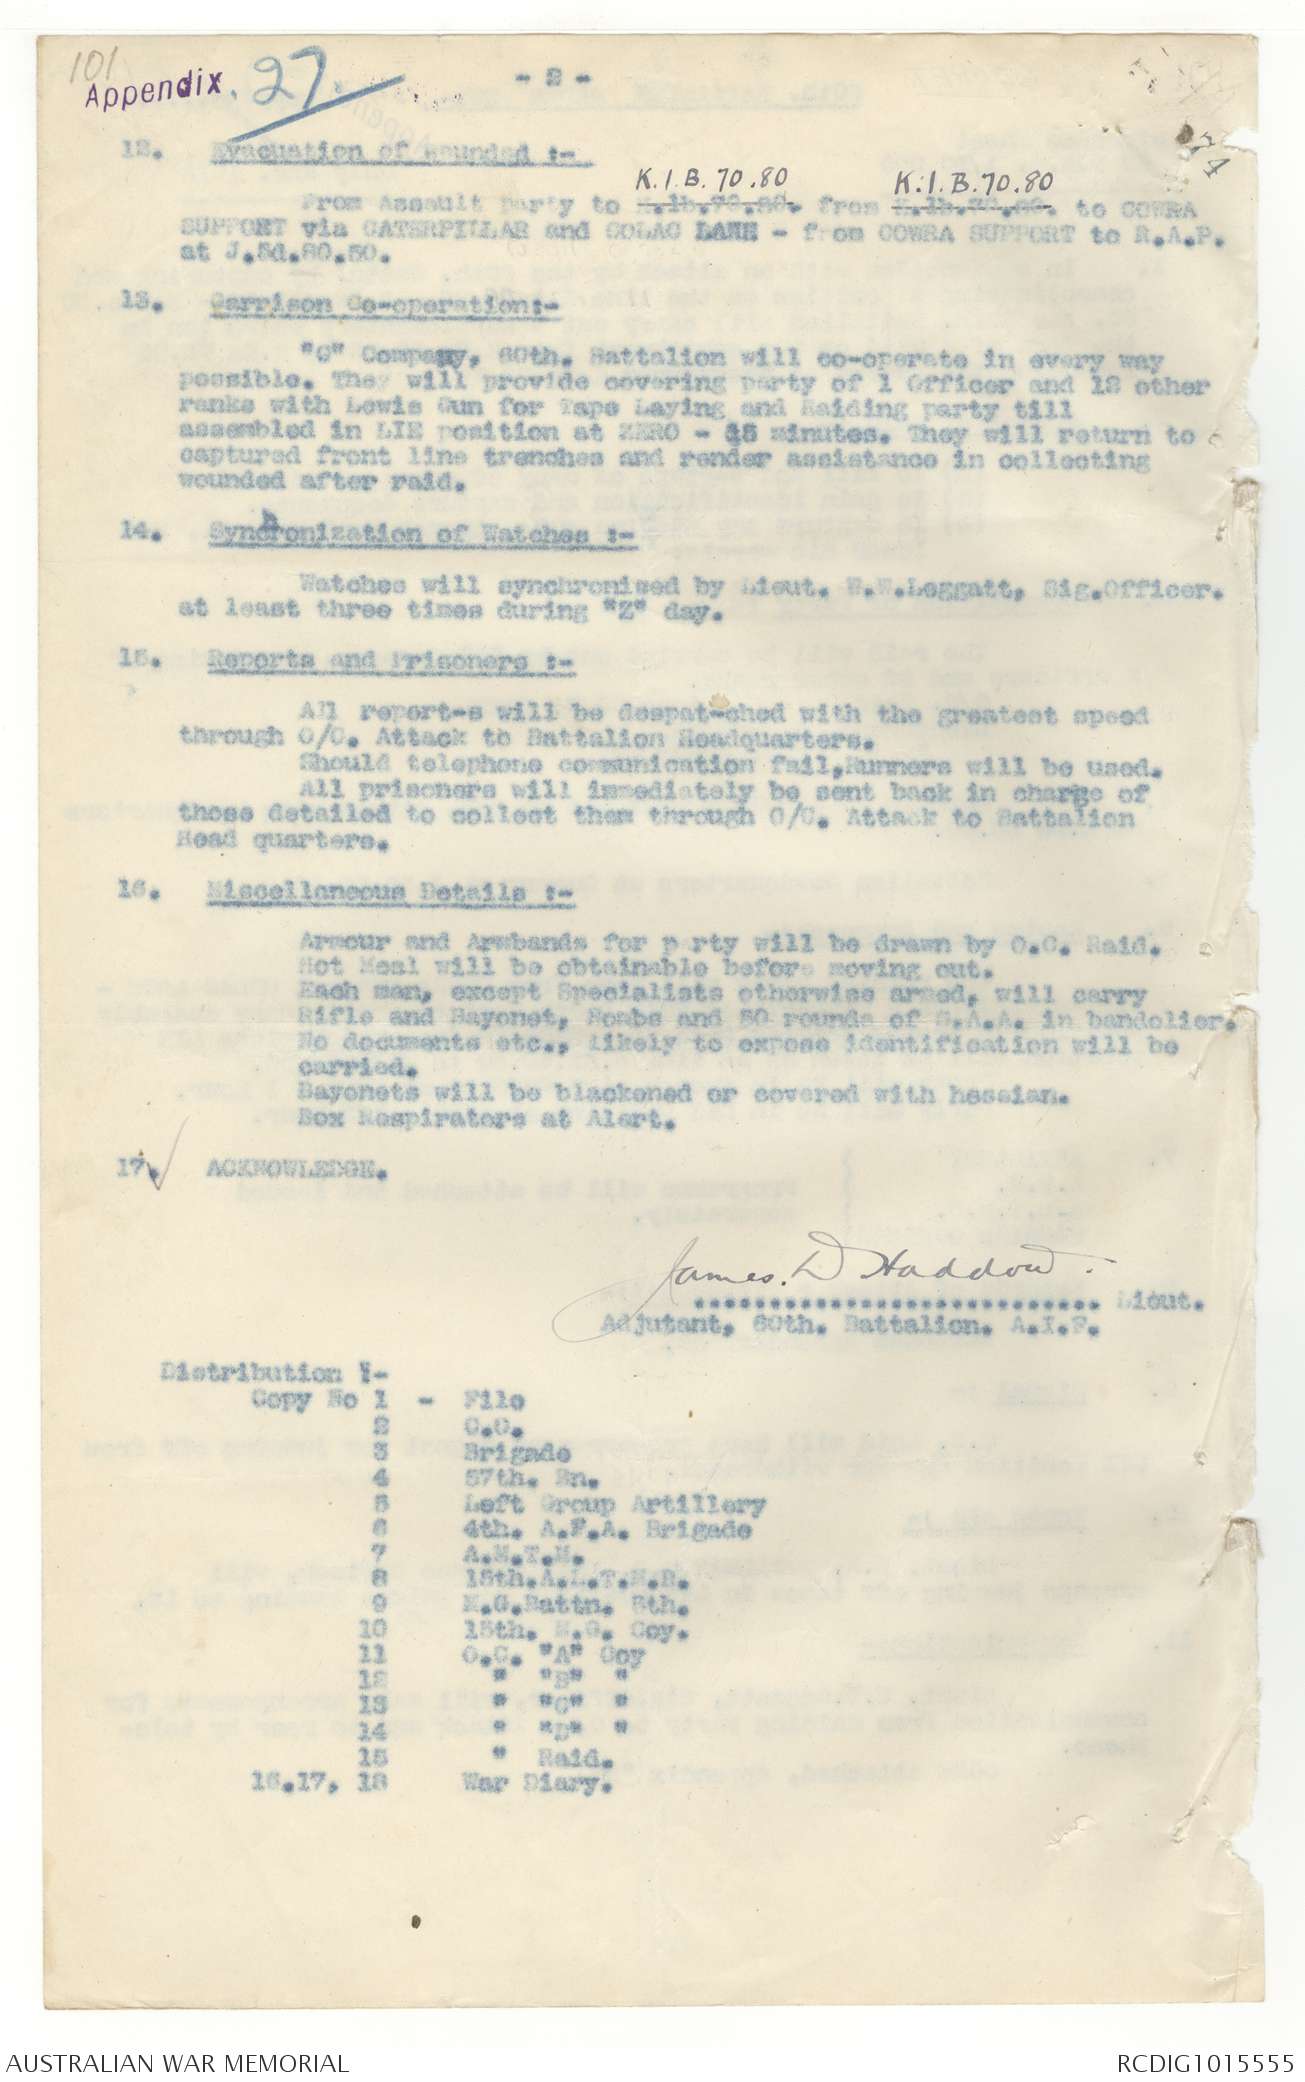 101
Appendix. 27.
- 2 -
74
12. Evacuation of Wounded :-
K.I.B.70.80 K.I.B.70.80
From Assault Party to K.1b.70.80. from K.1b.70.80. to COWRA
SUPPORT via CATERPILLAR and COLAC LANE - from COWRA SUPPORT to R.A.P.
at J.5d.80.50.
13. Garrison Co-operation:-
"C" Company, 60th. Battalion will co-operate in every way
possible. They will provide covering party of 1 Officer and 12 other
ranks with Lewis Gun for Tape Laying and Raiding party till
assembled in LIE position at ZERO - 15 minutes. They will return to
captured front line trenches and render assistance in collecting
wounded after raid.
14. Synchronization of Watches :-
Watches will synchronised by Lieut. W.W.Leggatt, Sig.Officer.
at least three times during "Z" day.
15. Reports and Prisoners :-
All report-s will be despat-ched with the greatest speed
through O/C. Attack to Battalion Headquarters.
Should telephone communication fail,Runners will be used.
All prisoners will immediately be sent back in charge of
those detailed to collect them through O/C. Attack to Battalion
Head quarters.
16. Miscellaneous Details :-
Armour and Armbands for party will be drawn by O.C. Raid.
Hot Meal will be obtainable before moving out.
Each man, except Specialists otherwise armed, will carry
Rifle and Bayonet, Bombs and 50 rounds of S.A.A. in bandolier.
No documents etc., likely to expose identification will be
carried.
Bayonets will be blackened or covered with hessian.
Box Respirators at Alert.
17. ACKNOWLEDGE.
James. D Haddow.
........................... Lieut.
Adjutant, 60th. Battalion. A.I.F.
Distribution :-
Copy No 1 - File
2 C.O.
3 Brigade
4 57th. Bn.
5 Left Group Artillery
6 4th. A.F.A. Brigade
7 A.M.T.M.
8 15th.A.L.T.M.B.
9 M.G.Battn. 5th.
10 15th. M.G. Coy.
11 O.C. "A" Coy
12 " "B" "
13 " "C" "
14 " "D" "
15 " Raid.
16.17, 18 War Diary.
AUSTRALIAN WAR MEMORIAL
RCDIG1015555